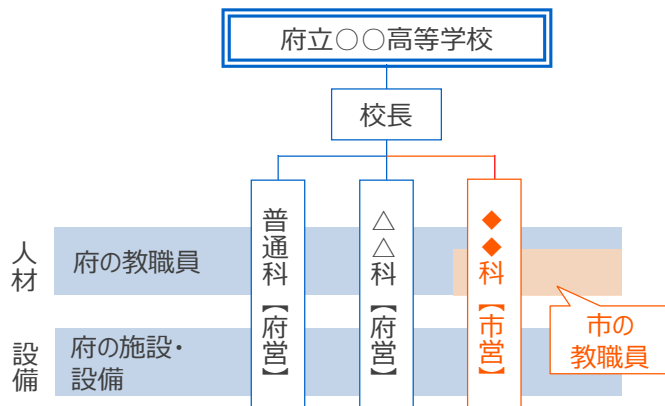 府立○○高等学校
校長
普通科【府営】
△△科【府営】
◆◆科【市営】
人材
府の教職員
市の
教職員
設備
府の施設・
設備